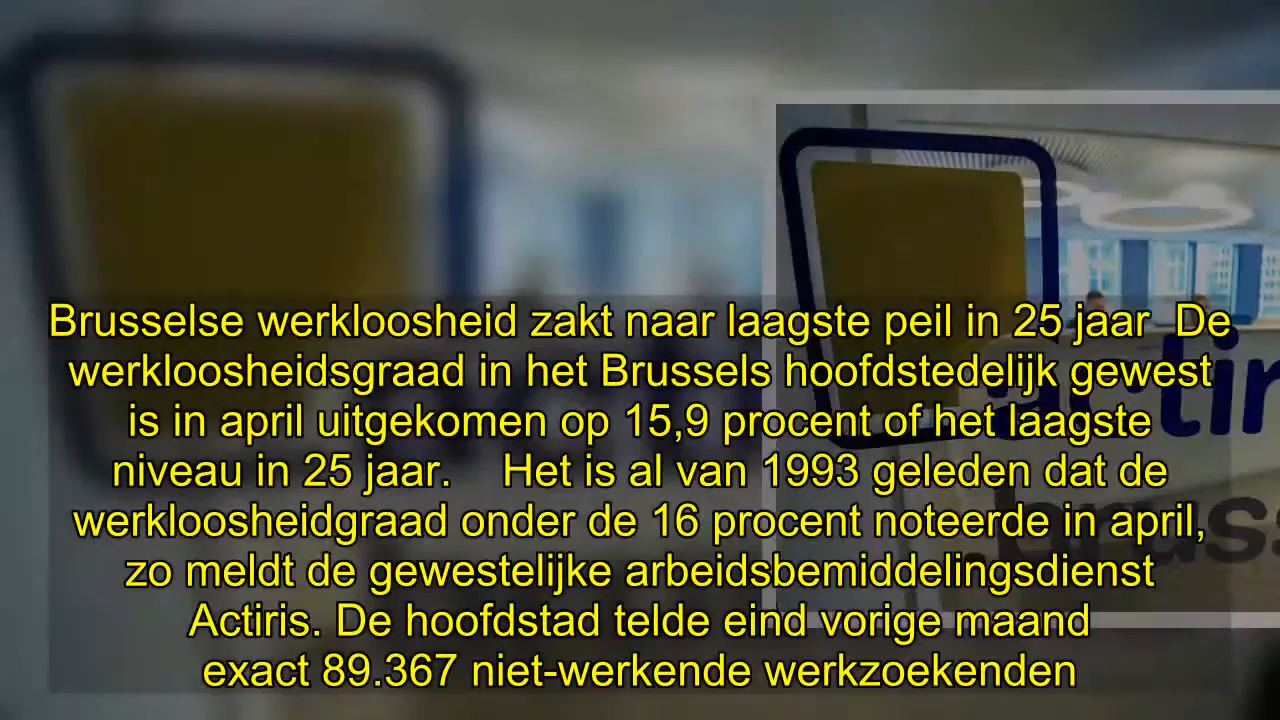 Brusselse werkloosheid zakt naar laagste peil in 25 jaar  De
werkloosheidsgraad in het Brussels hoofdstedelijk gewest
is in april uitgekomen op 15,9 procent of het laagste
niveau in 25 jaar.    Het is al van 1993 geleden dat de
werkloosheidgraad onder de 16 procent noteerde in april,
zo meldt de gewestelijke arbeidsbemiddelingsdienst
Actiris. De hoofdstad telde eind vorige maand
exact 89.367 niet-werkende werkzoekenden
actir
.bruss